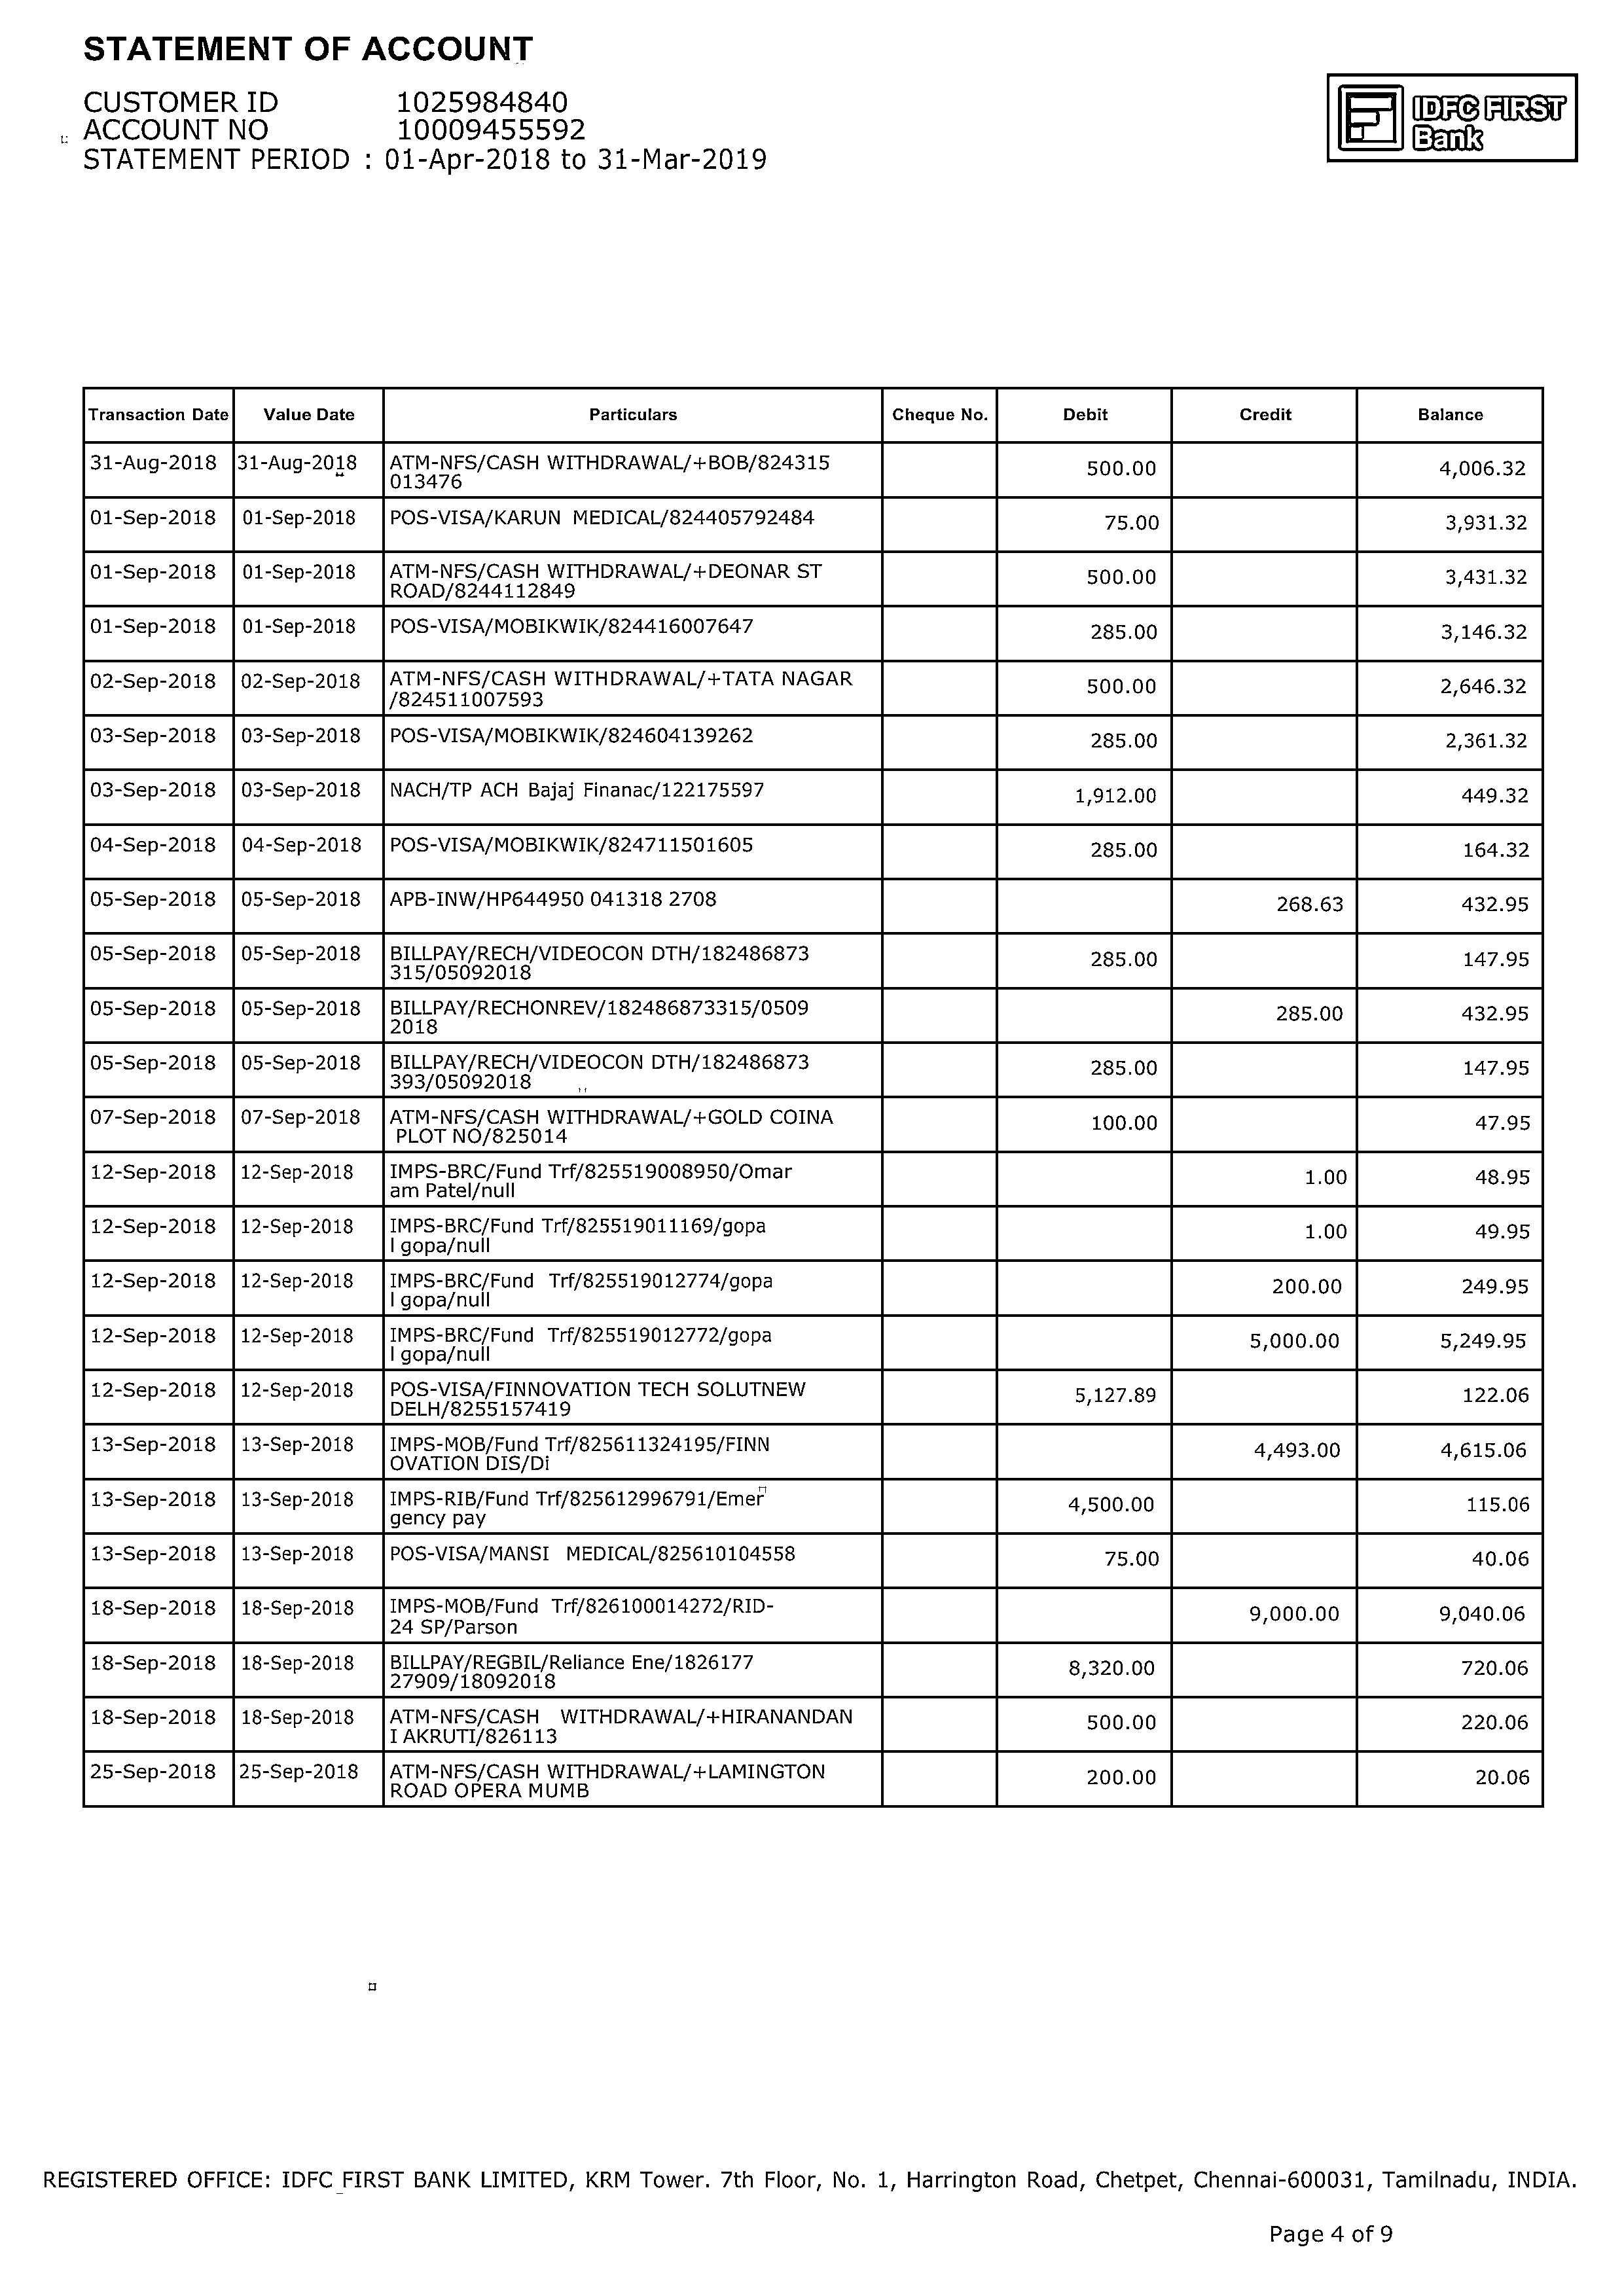 STATEMENT OF ACCOUNT
CUSTOMER ID 1025984840
ACCOUNT NO 10009455592
STATEMENT PERIOD : 01-Apr-2018 to 31-Mar-2019
IDFC FIRST
Bank
Transaction Date Value Date Particulars Cheque No. Debit Credit Balance
31-Aug-2018 31-Aug-2018 ATM-NFS/CASH WITHDRAWAL/+BOB/824315 500.00 4,006.32
013476
01-Sep-2018 01-Sep-2018 POS-VISA/KARUN MEDICAL/824405792484 75.00 3,931.32
01-Sep-2018 01-Sep-2018 ATM-NFS/CASH WITHDRAWAL/+DEONAR ST 500.00 3,431.32
ROAD/8244112849
01-Sep-2018 01-Sep-2018 POS-VISA/MOBIKWIK/824416007647 285.00 3,146.32
02-Sep-2018 02-Sep-2018 ATM-NFS/CASH WITHDRAWAL/+TATA NAGAR 500.00 2,646.32
/824511007593
03-Sep-2018 03-Sep-2018 POS-VISA/MOBIKWIK/824604139262 285.00 2,361.32
03-Sep-2018 03-Sep-2018 NACH/TP ACH Bajaj Finanac/122175597 1,912.00 449.32
04-Sep-2018 04-Sep-2018 POS-VISA/MOBIKWIK/824711501605 285.00 164.32
05-Sep-2018 05-Sep-2018 APB-INW/HP644950 041318 2708 268.63 432.95
05-Sep-2018 05-Sep-2018 BILLPAY/RECH/VIDEOCON DTH/182486873 285.00 147.95
315/05092018
05-Sep-2018 05-Sep-2018 BILLPAY/RECHONREV/182486873315/0509 285.00 432.95
2018
05-Sep-2018 05-Sep-2018 BILLPAY/RECH/VIDEOCON DTH/182486873 285.00 147.95
393/05092018
07-Sep-2018 07-Sep-2018 ATM-NFS/CASH WITHDRAWAL/+GOLD COINA 100.00 47.95
PLOT NO/825014
12-Sep-2018 12-Sep-2018 IMPS-BRC/Fund Trf/825519008950/Omar 1.00 48.95
am Patel/null
12-Sep-2018 12-Sep-2018 IMPS-BRC/Fund Trf/825519011169/gopa 1.00 49.95
l gopa/null
12-Sep-2018 12-Sep-2018 IMPS-BRC/Fund Trf/825519012774/gopa 200.00 249.95
l gopa/null
12-Sep-2018 12-Sep-2018 IMPS-BRC/Fund Trf/825519012772/gopa 5,000.00 5,249.95
l gopa/null
12-Sep-2018 12-Sep-2018 POS-VISA/FINNOVATION TECH SOLUTNEW 5,127.89 122.06
DELH/8255157419
13-Sep-2018 13-Sep-2018 IMPS-MOB/Fund Trf/825611324195/FINN 4,493.00 4,615.06
OVATION DIS/Di
13-Sep-2018 13-Sep-2018 IMPS-RIB/Fund Trf/825612996791/Emer 4,500.00 115.06
gency pay
13-Sep-2018 13-Sep-2018 POS-VISA/MANSI MEDICAL/825610104558 75.00 40.06
18-Sep-2018 18-Sep-2018 IMPS-MOB/Fund Trf/826100014272/RID- 9,000.00 9,040.06
24 SP/Parson
18-Sep-2018 18-Sep-2018 BILLPAY/REGBIL/Reliance Ene/1826177 8,320.00 720.06
27909/18092018
18-Sep-2018 18-Sep-2018 ATM-NFS/CASH WITHDRAWAL/+HIRANANDAN 500.00 220.06
I AKRUTI/826113
25-Sep-2018 25-Sep-2018 ATM-NFS/CASH WITHDRAWAL/+LAMINGTON 200.00 20.06
ROAD OPERA MUMB
REGISTERED OFFICE: IDFC FIRST BANK LIMITED, KRM Tower. 7th Floor, No. 1, Harrington Road, Chetpet, Chennai-600031, Tamilnadu, INDIA.
Page 4 of 9